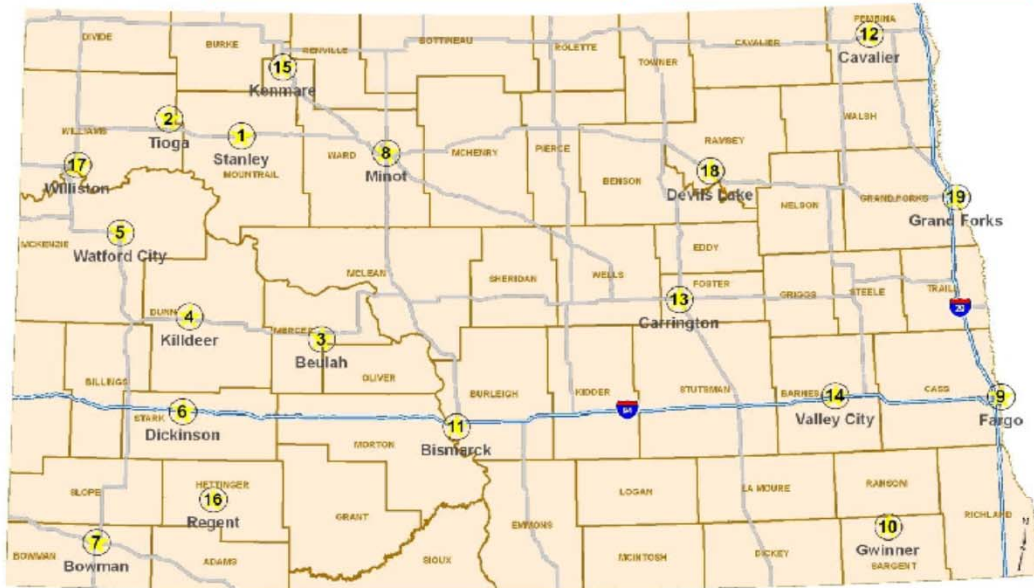 DIVIDE
BURKE
RENVILLE
BOTTINEAU
ROLETTE
TOWNER
CAVALIER
PEMBINA
12
Cavalier
15
Kenmare
2
Tioga
1
Stanley
WILLIAMS
MOUNTRAIL
WARD
8
Minot
MCHENRY
PIERCE
BENSON
RAMSEY
WALSH
17
Williston
18
Devils Lake
NELSON
GRAND FORKS
19
Grand Forks
5
Watford City
MCKENZIE
MCLEAN
SHERIDAN
WELLS
EDDY
FOSTER
13
Carrington
GRIGGS
STEELE
TRAILL
29
DUNN
4
Killdeer
MERCER
3
Beulah
OLIVER
BILLINGS
STARK
6
Dickinson
11
Bismarck
BURLEIGH
KIDDER
94
STUTSMAN
BARNES
14
Valley City
CASS
9
Fargo
MORTON
SLOPE
HETTINGER
16
Regent
GRANT
EMMONS
LOGAN
LA MOURE
RANSOM
RICHLAND
7
Bowman
BOWMAN
ADAMS
SIOUX
MCINTOSH
DICKEY
10
Gwinner
SARGENT